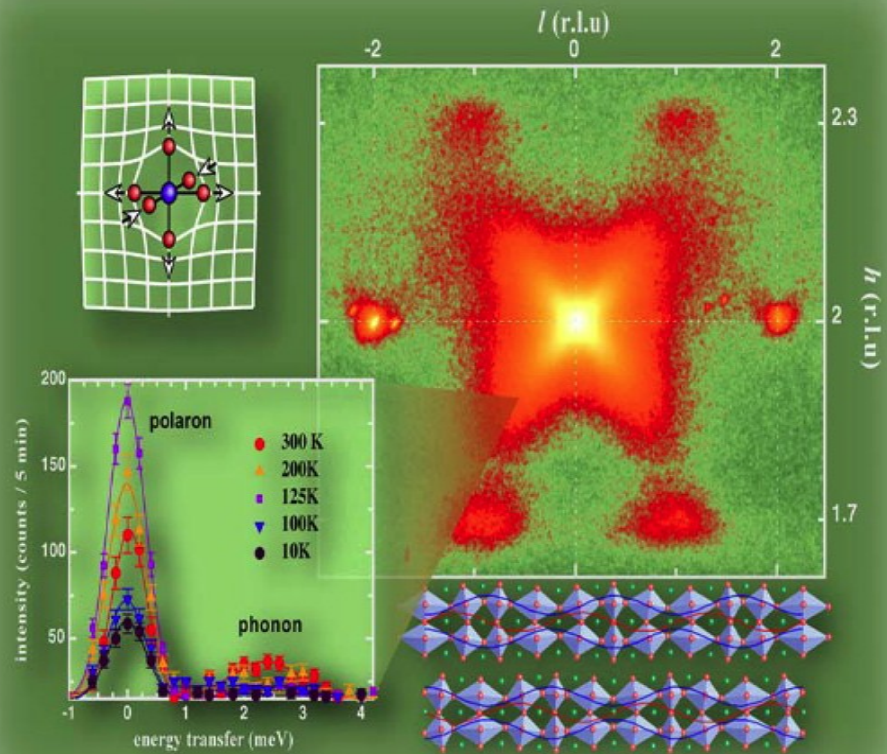 l (r.l.u)
-2 0 2
2.3
h (r.l.u)
2
1.7
200
150
100
50
intensity (counts / 5 min)
polaron
300 K
200K
125K
100K
10K
phonon
-1 0 1 2 3 4
energy transfer (meV)